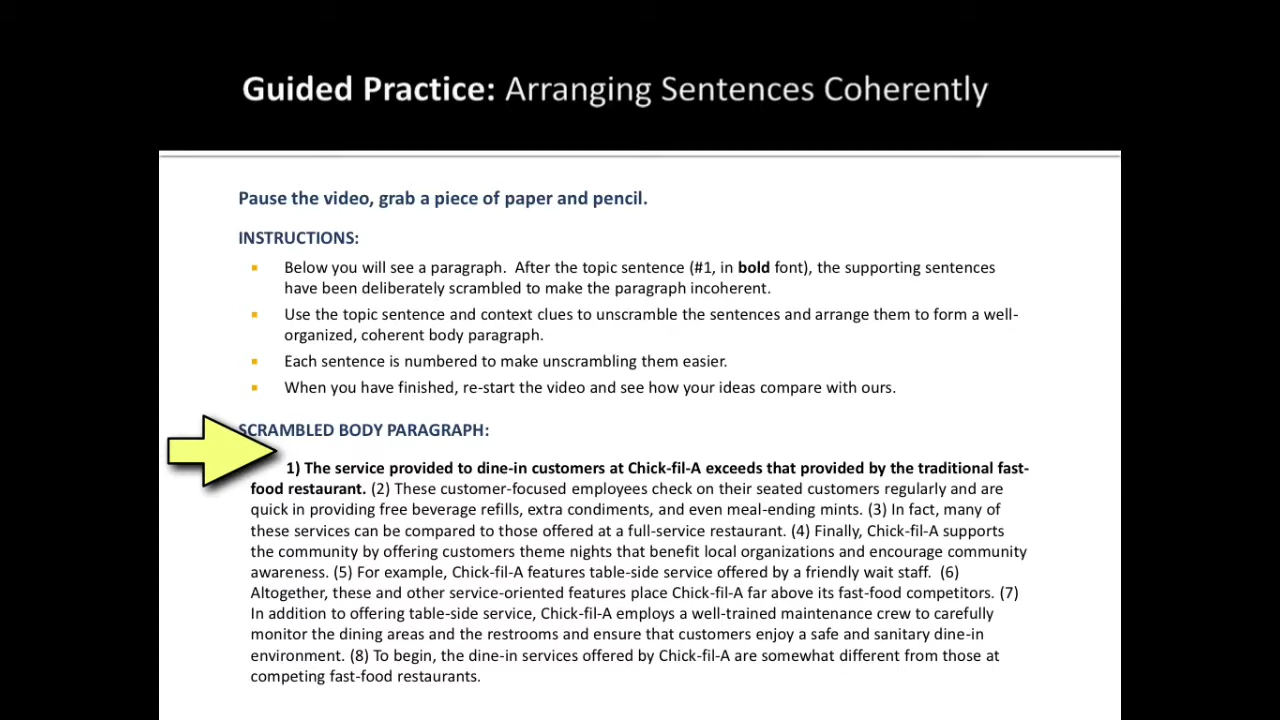 Guided Practice: Arranging Sentences Coherently
Pause the video, grab a piece of paper and pencil.
INSTRUCTIONS:
Below you will see a paragraph.  After the topic sentence (#1, in bold font), the supporting sentences
have been deliberately scrambled to make the paragraph incoherent.
Use the topic sentence and context clues to unscramble the sentences and arrange them to form a well-
organized, coherent body paragraph.
Each sentence is numbered to make unscrambling them easier.
When you have finished, re-start the video and see how your ideas compare with ours.
SCRAMBLED BODY PARAGRAPH:
1) The service provided to dine-in customers at Chick-fil-A exceeds that provided by the traditional fast-
food restaurant. (2) These customer-focused employees check on their seated customers regularly and are
quick in providing free beverage refills, extra condiments, and even meal-ending mints. (3) In fact, many of
these services can be compared to those offered at a full-service restaurant. (4) Finally, Chick-fil-A supports
the community by offering customers theme nights that benefit local organizations and encourage community
awareness. (5) For example, Chick-fil-A features table-side service offered by a friendly wait staff.  (6)
Altogether, these and other service-oriented features place Chick-fil-A far above its fast-food competitors. (7)
In addition to offering table-side service, Chick-fil-A employs a well-trained maintenance crew to carefully
monitor the dining areas and the restrooms and ensure that customers enjoy a safe and sanitary dine-in
environment. (8) To begin, the dine-in services offered by Chick-fil-A are somewhat different from those at
competing fast-food restaurants.